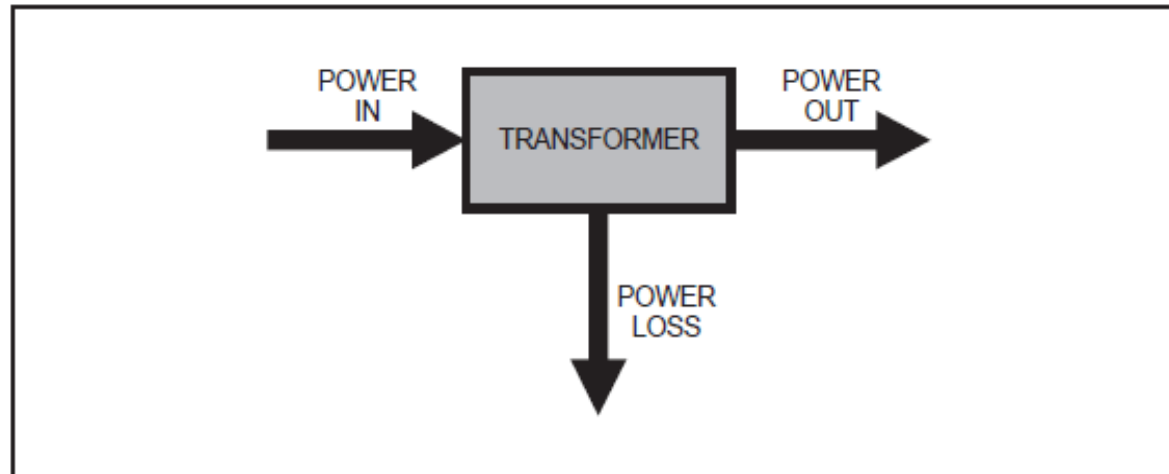 POWER
IN
TRANSFORMER
POWER
OUT
POWER
LOSS